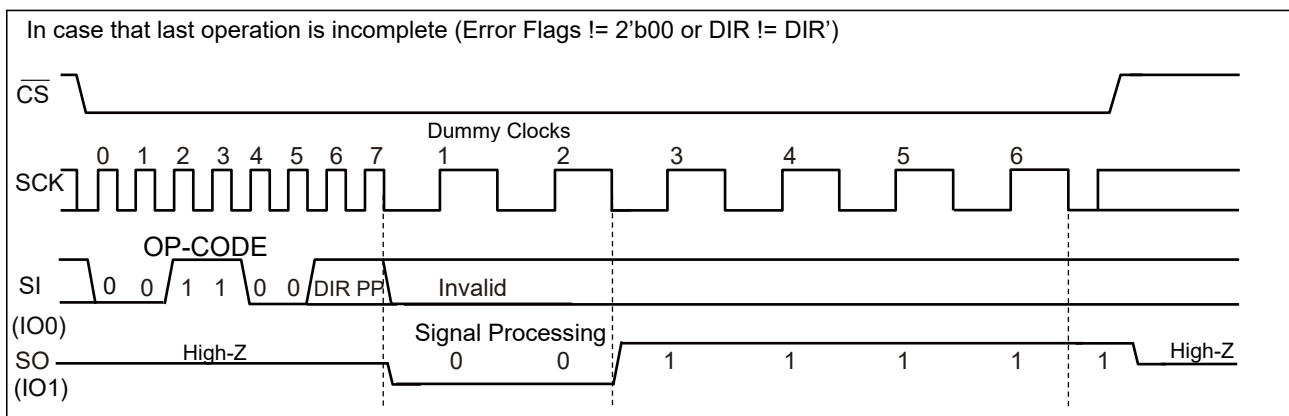 In case that last operation is incomplete (Error Flags != 2'b00 or DIR != DIR’)
CS
Dummy Clocks
0 1 2 3 4 5 6 7 1 2 3 4 5 6
SCK
OP-CODE
SI 0 0 1 1 0 0 DIR PP Invalid
(IO0)
Signal Processing
SO High-Z 0 0 1 1 1 1 1 High-Z
(IO1)